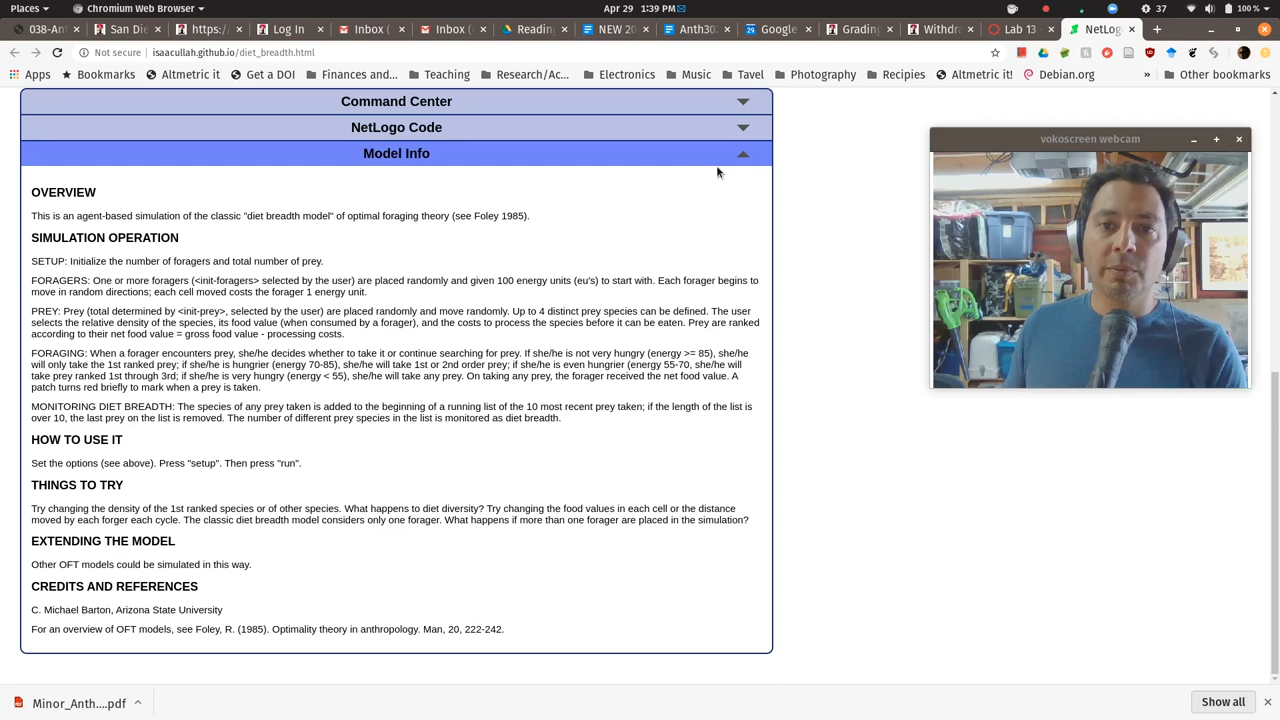 Places
Chromium Web Browser
Apr 29 1:39 PM
37
100 %
038-Ant
San Die
https:/
Log In
Inbox (
Inbox (
Reading
NEW 20
Anth30
Google
Grading
Withdra
Lab 13
NetLogo
Not secure | isaacullah.github.io/diet_breadth.html
Apps
Bookmarks
Altmetric it
Get a DOI
Finances and...
Teaching
Research/Ac...
Electronics
Music
Tavel
Photography
Recipies
Altmetric it!
Debian.org
»
Other bookmarks
Command Center
NetLogo Code
Model Info
vokoscreen webcam
OVERVIEW
This is an agent-based simulation of the classic "diet breadth model" of optimal foraging theory (see Foley 1985).
SIMULATION OPERATION
SETUP: Initialize the number of foragers and total number of prey.
FORAGERS: One or more foragers (<init-foragers> selected by the user) are placed randomly and given 100 energy units (eu's) to start with. Each forager begins to
move in random directions; each cell moved costs the forager 1 energy unit.
PREY: Prey (total determined by <init-prey>, selected by the user) are placed randomly and move randomly. Up to 4 distinct prey species can be defined. The user
selects the relative density of the species, its food value (when consumed by a forager), and the costs to process the species before it can be eaten. Prey are ranked
according to their net food value = gross food value - processing costs.
FORAGING: When a forager encounters prey, she/he decides whether to take it or continue searching for prey. If she/he is not very hungry (energy >= 85), she/he
will only take the 1st ranked prey; if she/he is hungrier (energy 70-85), she/he will take 1st or 2nd order prey; if she/he is even hungrier (energy 55-70, she/he will
take prey ranked 1st through 3rd; if she/he is very hungry (energy < 55), she/he will take any prey. On taking any prey, the forager received the net food value. A
patch turns red briefly to mark when a prey is taken.
MONITORING DIET BREADTH: The species of any prey taken is added to the beginning of a running list of the 10 most recent prey taken; if the length of the list is
over 10, the last prey on the list is removed. The number of different prey species in the list is monitored as diet breadth.
HOW TO USE IT
Set the options (see above). Press "setup". Then press "run".
THINGS TO TRY
Try changing the density of the 1st ranked species or of other species. What happens to diet diversity? Try changing the food values in each cell or the distance
moved by each forger each cycle. The classic diet breadth model considers only one forager. What happens if more than one forager are placed in the simulation?
EXTENDING THE MODEL
Other OFT models could be simulated in this way.
CREDITS AND REFERENCES
C. Michael Barton, Arizona State University
For an overview of OFT models, see Foley, R. (1985). Optimality theory in anthropology. Man, 20, 222-242.
Minor_Anth....pdf
Show all